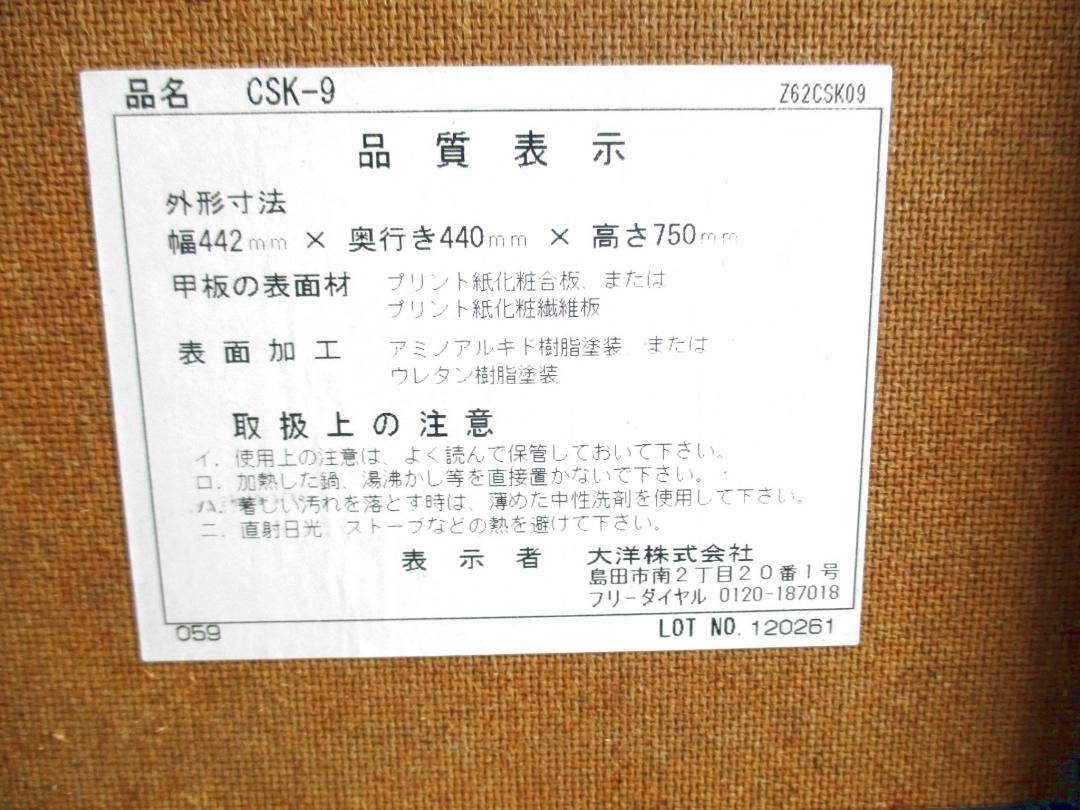 品名 CSK-9 Z62CSK09
品質表示
外形寸法
幅442mm × 奥行き440mm × 高さ750mm
甲板の表面材 プリント紙化粧合板、または
プリント紙化粧繊維板
表面加工 アミノアルキド樹脂塗装、または
ウレタン樹脂塗装
取扱上の注意
イ. 使用上の注意は、よく読んで保管しておいて下さい。
ロ. 加熱した鍋、湯沸かし等を直接置かないで下さい。
ハ. 著しい汚れを落とす時は、薄めた中性洗剤を使用して下さい。
ニ. 直射日光、ストーブなどの熱を避けて下さい。
表示者 大洋株式会社
島田市南2丁目20番1号
フリーダイヤル 0120-187018
059 LOT NO. 120261